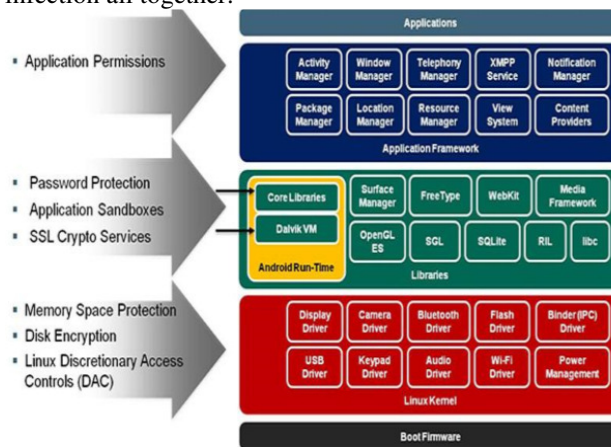 infection all together.
Applications
▪ Application Permissions
Activity Manager
Window Manager
Telephony Manager
XMPP Service
Notification Manager
Package Manager
Location Manager
Resource Manager
View System
Content Providers
Application Framework
▪ Password Protection
▪ Application Sandboxes
▪ SSL Crypto Services
Core Libraries
Dalvik VM
Android Run-Time
Surface Manager
FreeType
WebKit
Media Framework
OpenGL ES
SGL
SQLite
RIL
libc
Libraries
▪ Memory Space Protection
▪ Disk Encryption
▪ Linux Discretionary Access
Controls (DAC)
Display Driver
Camera Driver
Bluetooth Driver
Flash Driver
Binder (IPC) Driver
USB Driver
Keypad Driver
Audio Driver
Wi-Fi Driver
Power Management
Linux Kernel
Boot Firmware